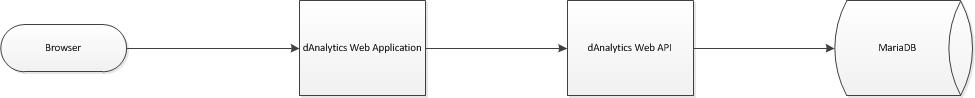 Browser
dAnalytics Web Application
dAnalytics Web API
MariaDB